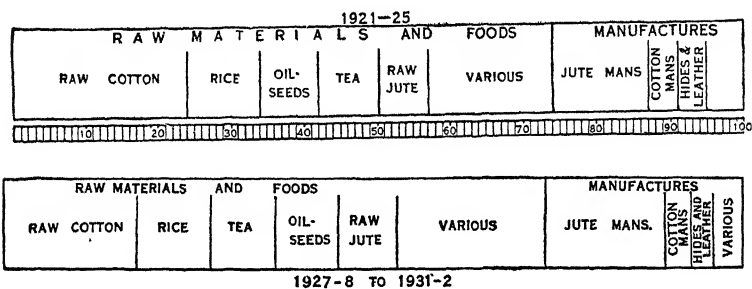 1921-25
RAW MATERIALS AND FOODS MANUFACTURES
RAW COTTON
RICE
OIL-
SEEDS
TEA
RAW
JUTE
VARIOUS
JUTE MANS
COTTON
MANS
HIDES &
LEATHER
10 20 30 40 50 60 70 80 90 100
RAW MATERIALS AND FOODS MANUFACTURES
RAW COTTON
RICE
TEA
OIL-
SEEDS
RAW
JUTE
VARIOUS
JUTE MANS.
COTTON
MANS
HIDES AND
LEATHER
VARIOUS
1927-8 TO 1931-2